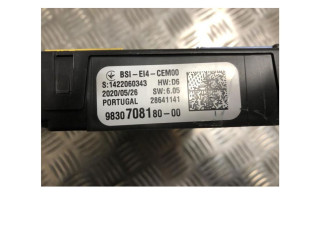 BSI-EI4-CEM00
S:1422060343 HW:D6
2020/05/26 SW:6.05
PORTUGAL 28641141
9830708180-00